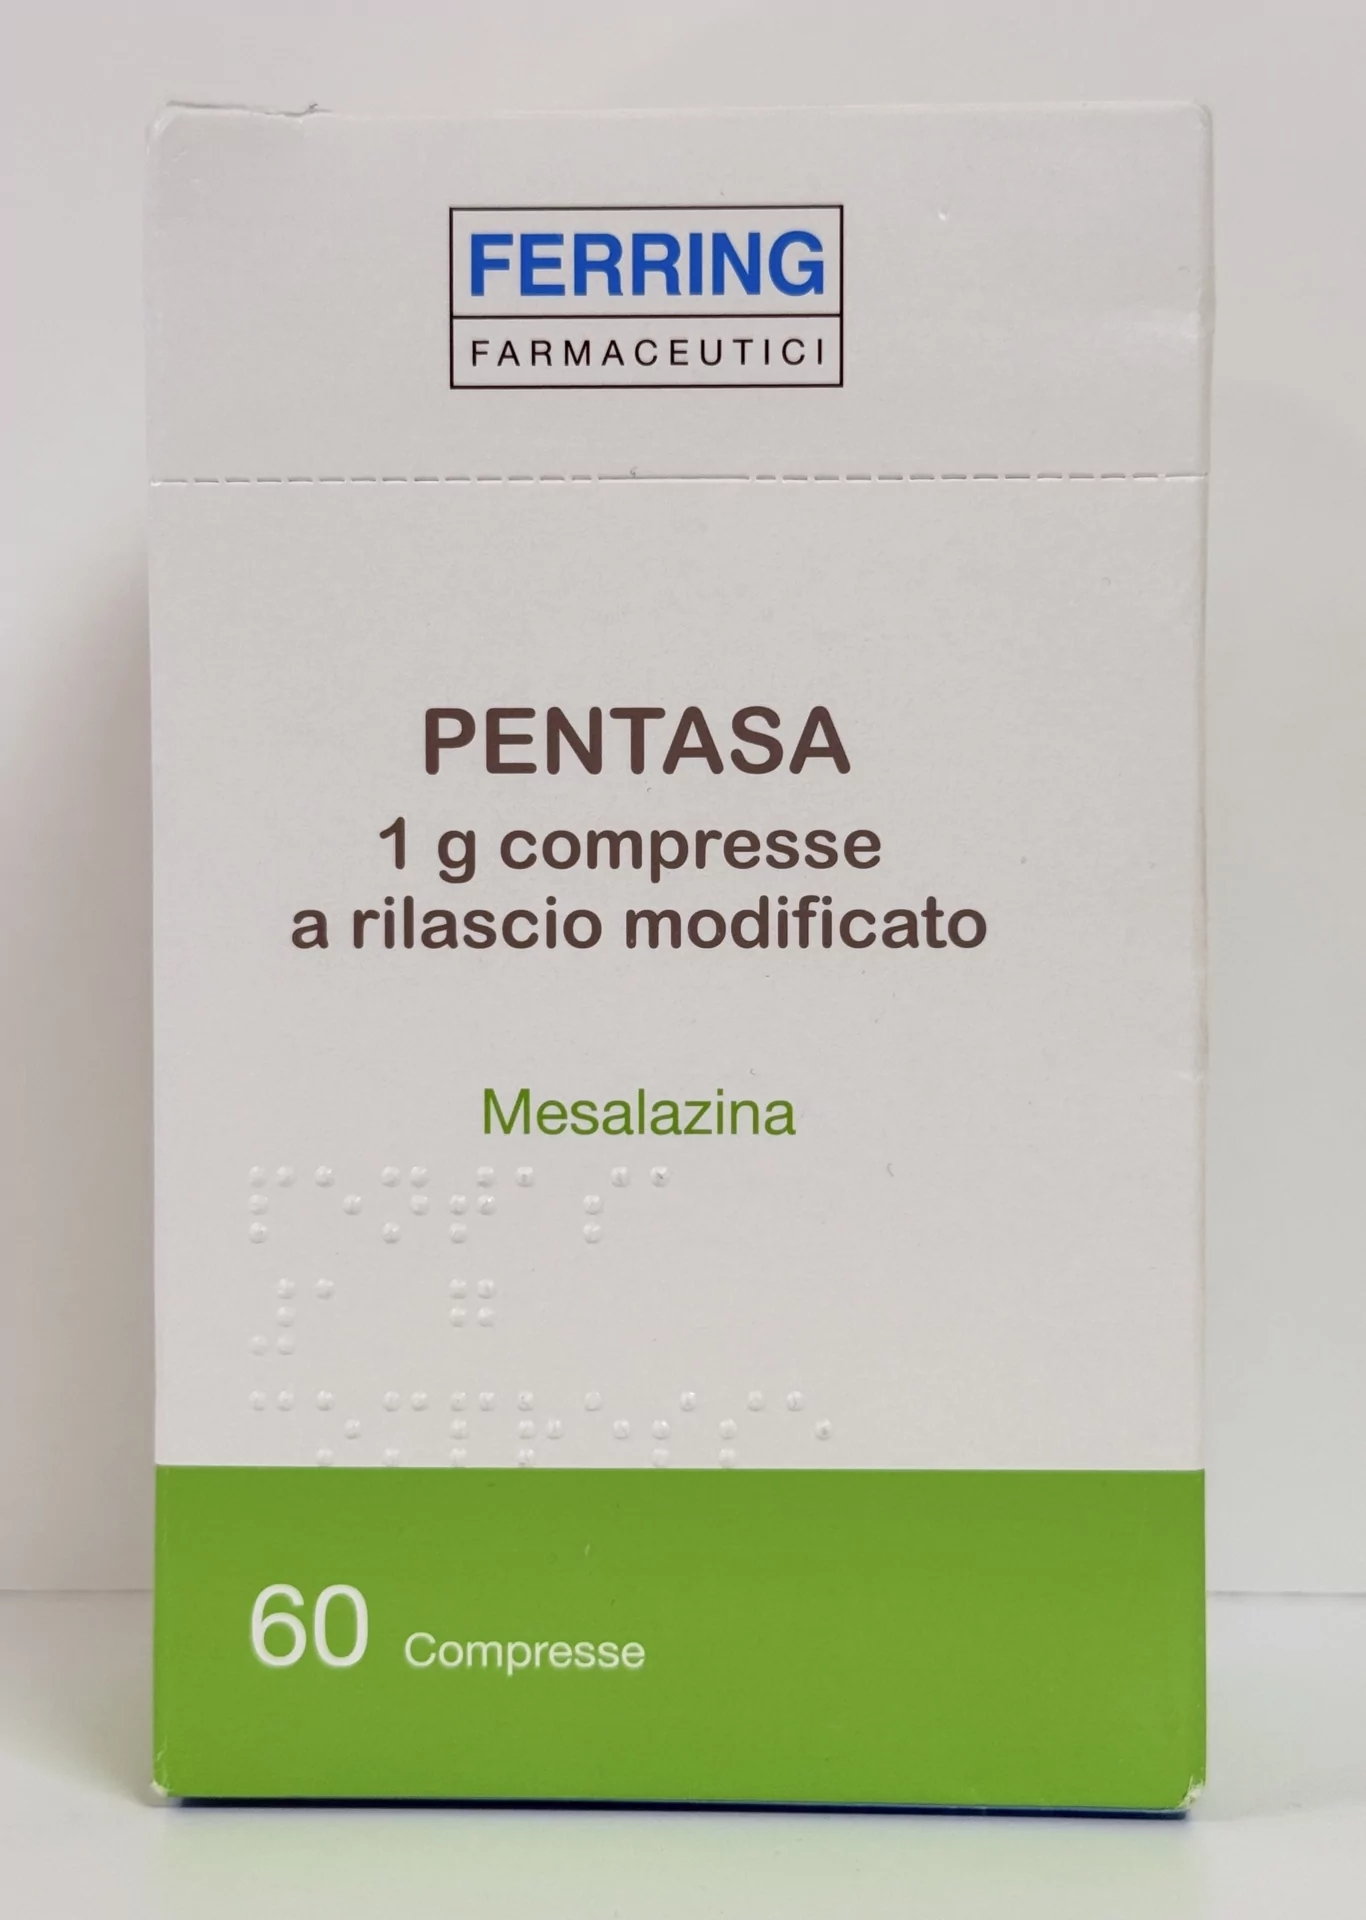 FERRING
FARMACEUTICI
PENTASA
1 g compresse
a rilascio modificato
Mesalazina
60 Compresse